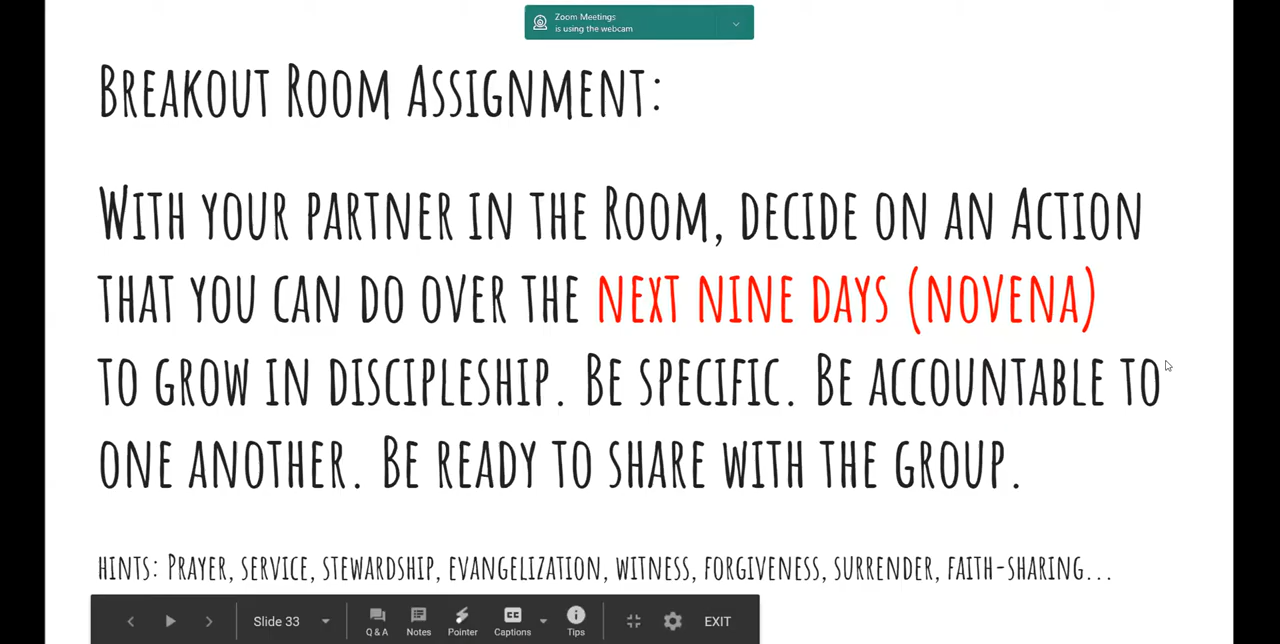 Zoom Meetings
is using the webcam
Breakout Room Assignment:
With your partner in the Room, decide on an Action
that you can do over the next nine days (novena)
to grow in discipleship. Be specific. Be accountable to
one another. Be ready to share with the group.
hints: Prayer, service, stewardship, evangelization, witness, forgiveness, surrender, faith-sharing...
Slide 33
Q & A
Notes
Pointer
CC
Captions
Tips
EXIT